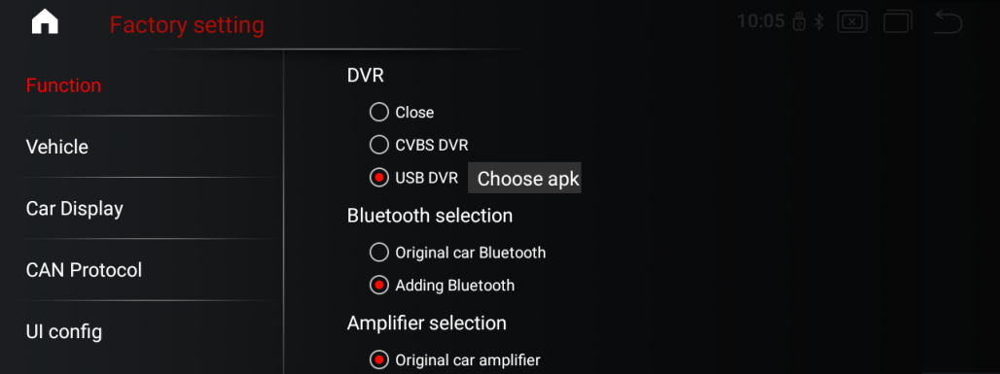 Factory setting
10:05
Function
Vehicle
Car Display
CAN Protocol
UI config
DVR
Close
CVBS DVR
USB DVR Choose apk
Bluetooth selection
Original car Bluetooth
Adding Bluetooth
Amplifier selection
Original car amplifier